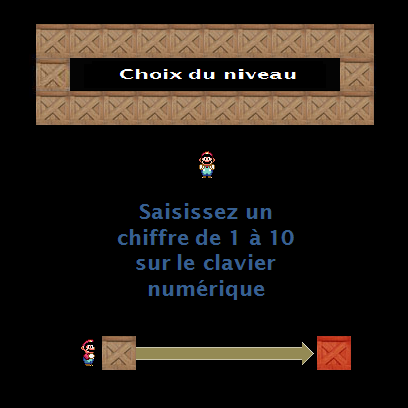 Choix du niveau
Saisissez un
chiffre de 1 à 10
sur le clavier
numérique